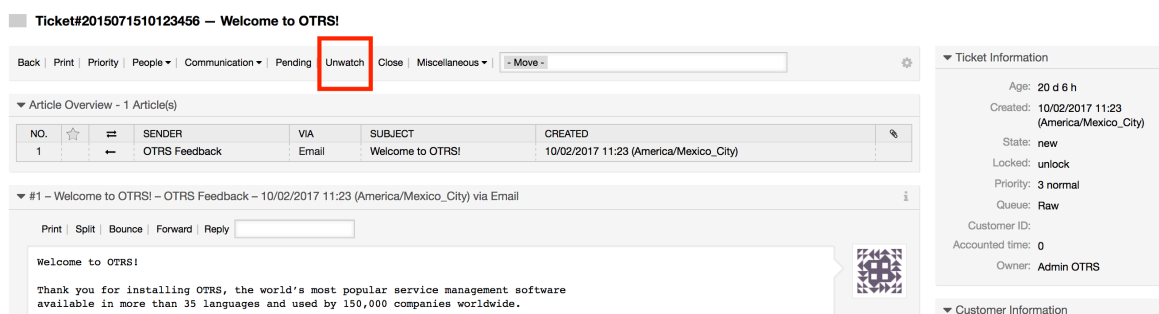 Ticket#2015071510123456 — Welcome to OTRS!
Back | Print | Priority | People | Communication | Pending | Unwatch | Close | Miscellaneous | - Move -
Article Overview - 1 Article(s)
NO. SENDER VIA SUBJECT CREATED
1 OTRS Feedback Email Welcome to OTRS! 10/02/2017 11:23 (America/Mexico_City)
#1 – Welcome to OTRS! – OTRS Feedback – 10/02/2017 11:23 (America/Mexico_City) via Email
Print | Split | Bounce | Forward | Reply
Welcome to OTRS!
Thank you for installing OTRS, the world's most popular service management software
available in more than 35 languages and used by 150,000 companies worldwide.
Ticket Information
Age: 20 d 6 h
Created: 10/02/2017 11:23
(America/Mexico_City)
State: new
Locked: unlock
Priority: 3 normal
Queue: Raw
Customer ID:
Accounted time: 0
Owner: Admin OTRS
Customer Information